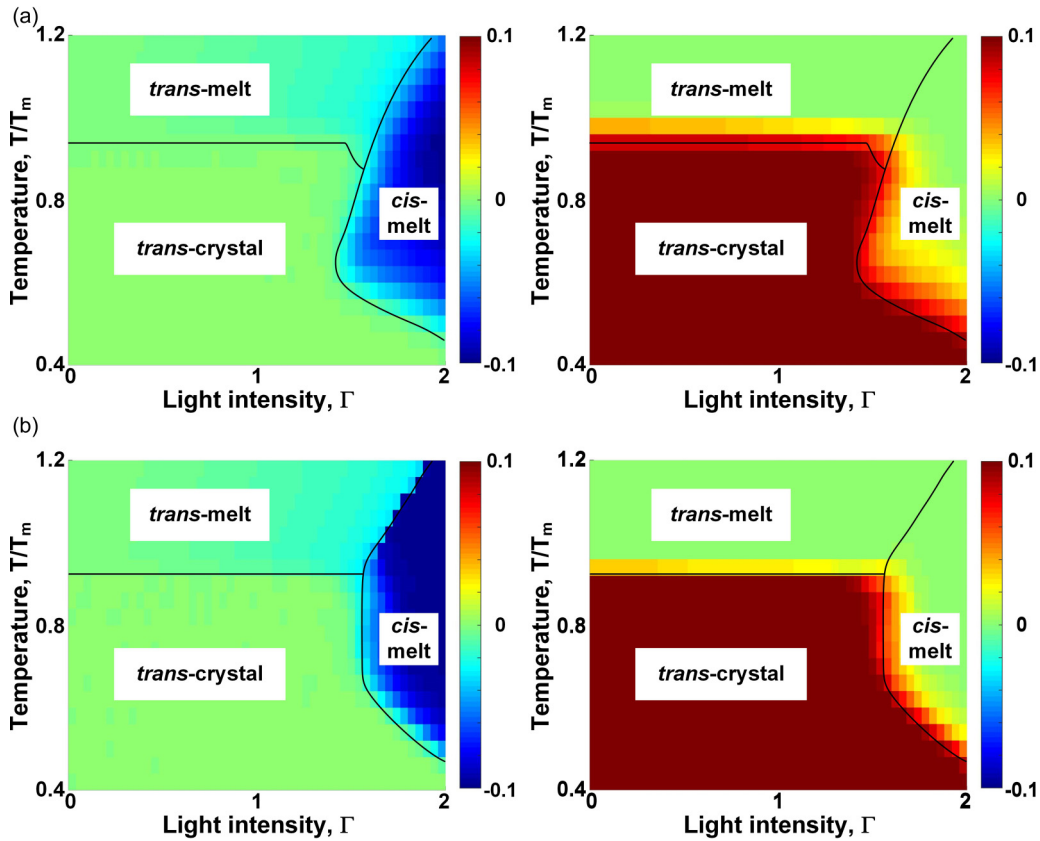 (a)
1.2
0.8
0.4
Temperature, T/Tₘ
trans-melt
trans-crystal
cis-
melt
0
1
2
Light intensity, Γ
0.1
0
-0.1
1.2
0.8
0.4
Temperature, T/Tₘ
trans-melt
trans-crystal
cis-
melt
0
1
2
Light intensity, Γ
0.1
0
-0.1
(b)
1.2
0.8
0.4
Temperature, T/Tₘ
trans-melt
trans-crystal
cis-
melt
0
1
2
Light intensity, Γ
0.1
0
-0.1
1.2
0.8
0.4
Temperature, T/Tₘ
trans-melt
trans-crystal
cis-
melt
0
1
2
Light intensity, Γ
0.1
0
-0.1